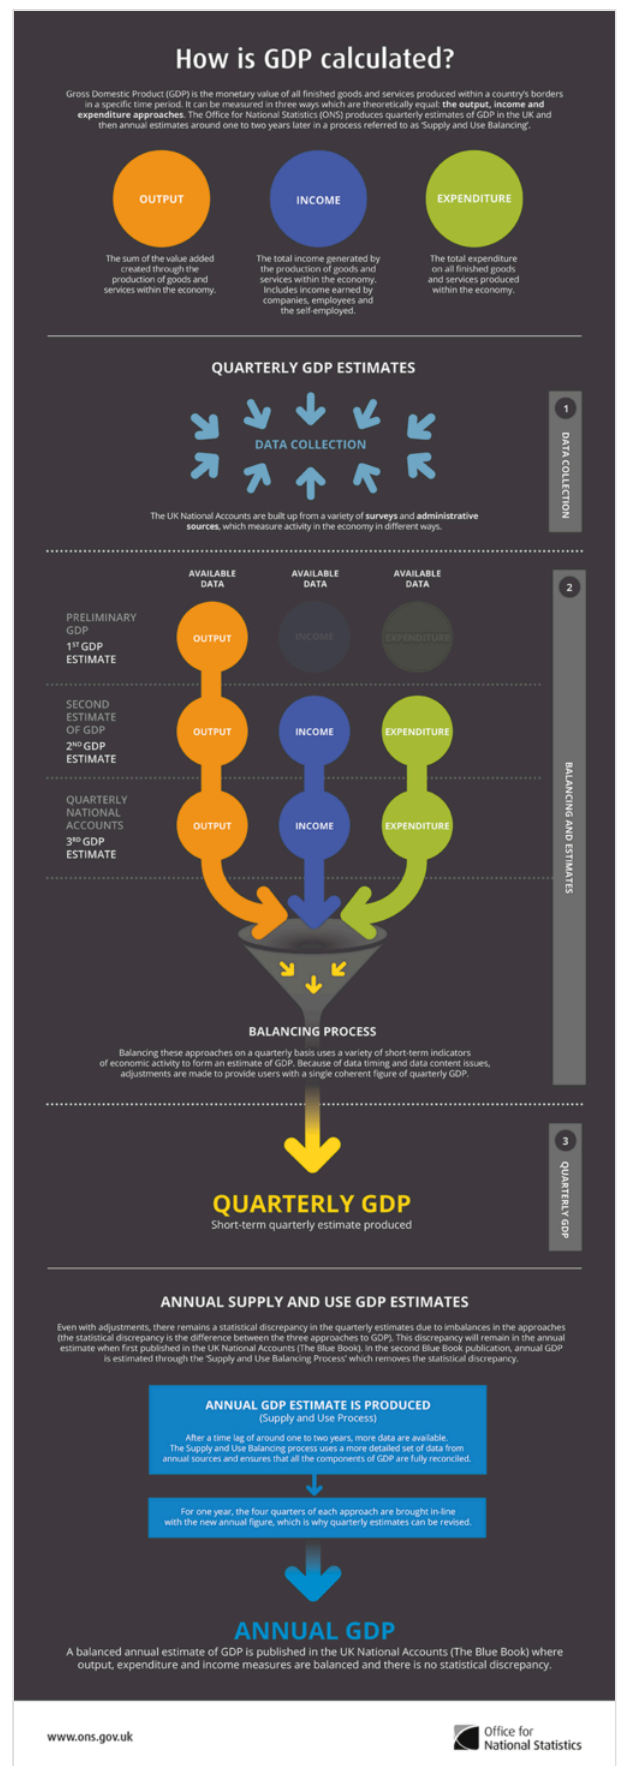 How is GDP calculated?
Gross Domestic Product (GDP) is the monetary value of all finished goods and services produced within a country's borders
in a specific time period. It can be measured in three ways which are theoretically equal: the output, income and
expenditure approaches. The Office for National Statistics (ONS) produces quarterly estimates of GDP in the UK and
then annual estimates around one to two years later in a process referred to as 'Supply and Use Balancing'.
OUTPUT
The sum of the value added
created through the
production of goods and
services within the economy.
INCOME
The total income generated by
the production of goods and
services within the economy.
Includes income earned by
companies, employees and
the self-employed.
EXPENDITURE
The total expenditure
on all finished goods
and services produced
within the economy.
QUARTERLY GDP ESTIMATES
DATA COLLECTION
The UK National Accounts are built up from a variety of surveys and administrative
sources, which measure activity in the economy in different ways.
1
DATA COLLECTION
AVAILABLE
DATA
AVAILABLE
DATA
AVAILABLE
DATA
2
BALANCING AND ESTIMATES
PRELIMINARY
GDP
1ST GDP
ESTIMATE
OUTPUT
INCOME
EXPENDITURE
SECOND
ESTIMATE
OF GDP
2ND GDP
ESTIMATE
OUTPUT
INCOME
EXPENDITURE
QUARTERLY
NATIONAL
ACCOUNTS
3RD GDP
ESTIMATE
OUTPUT
INCOME
EXPENDITURE
BALANCING PROCESS
Balancing these approaches on a quarterly basis uses a variety of short-term indicators
of economic activity to form an estimate of GDP. Because of data timing and data content issues,
adjustments are made to provide users with a single coherent figure of quarterly GDP.
3
QUARTERLY GDP
QUARTERLY GDP
Short-term quarterly estimate produced
ANNUAL SUPPLY AND USE GDP ESTIMATES
Even with adjustments, there remains a statistical discrepancy in the quarterly estimates due to imbalances in the approaches
(the statistical discrepancy is the difference between the three approaches to GDP). This discrepancy will remain in the annual
estimate when first published in the UK National Accounts (The Blue Book). In the second Blue Book publication, annual GDP
is estimated through the 'Supply and Use Balancing Process' which removes the statistical discrepancy.
ANNUAL GDP ESTIMATE IS PRODUCED
(Supply and Use Process)
After a time lag of around one to two years, more data are available.
The Supply and Use Balancing process uses a more detailed set of data from
annual sources and ensures that all the components of GDP are fully reconciled.
For one year, the four quarters of each approach are brought in-line
with the new annual figure, which is why quarterly estimates can be revised.
ANNUAL GDP
A balanced annual estimate of GDP is published in the UK National Accounts (The Blue Book) where
output, expenditure and income measures are balanced and there is no statistical discrepancy.
www.ons.gov.uk
Office for
National Statistics